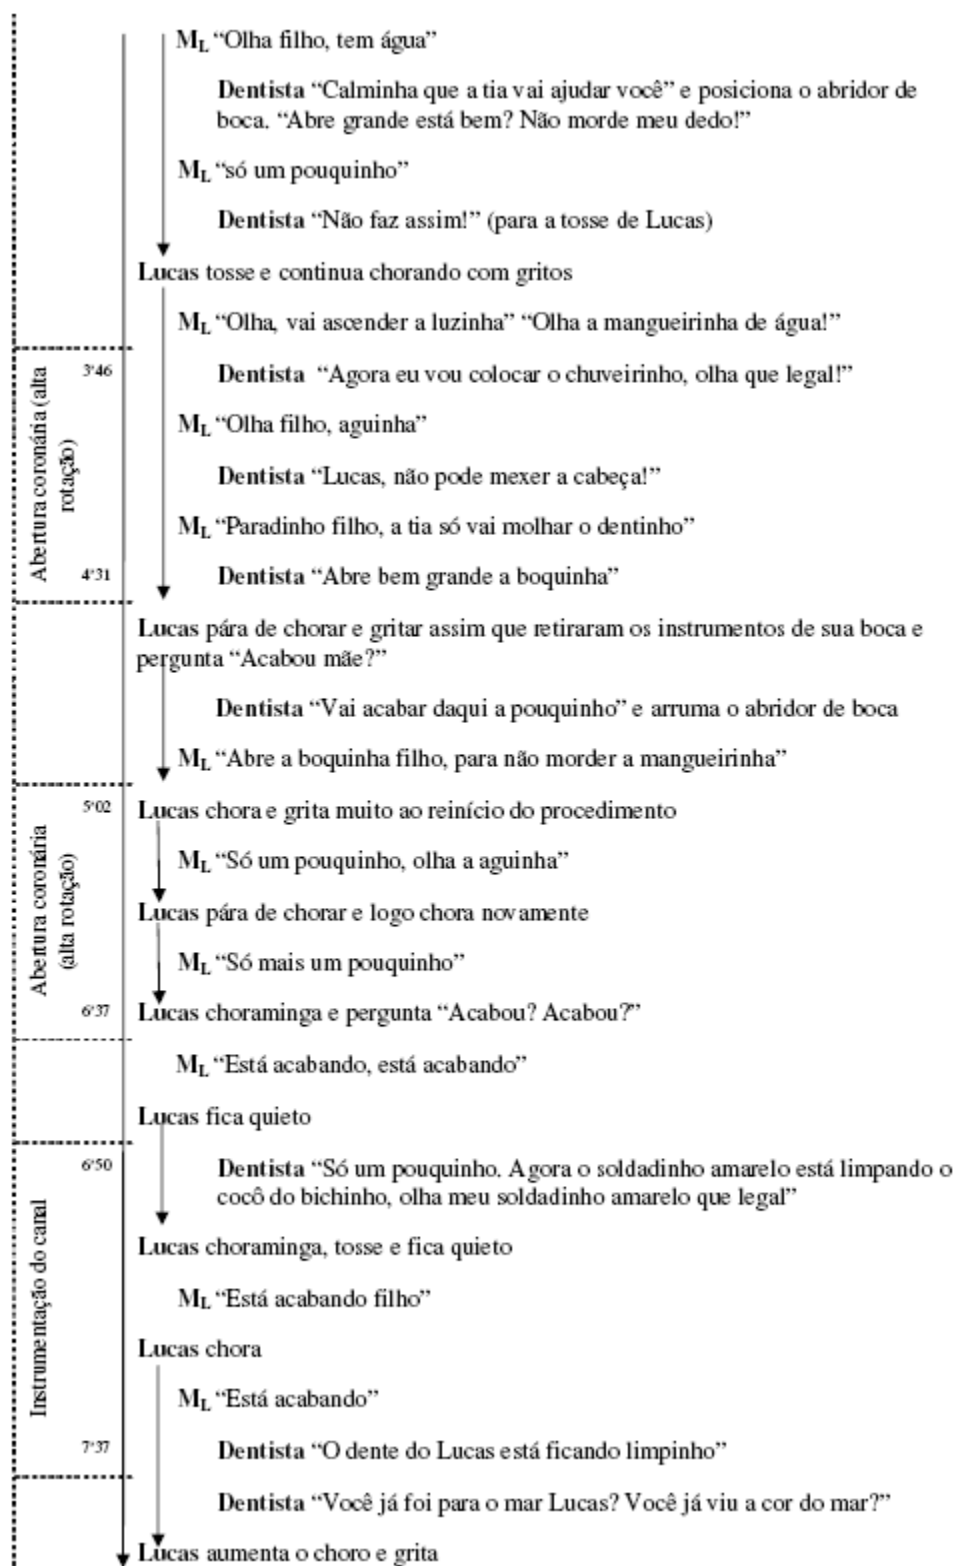 M_L “Olha filho, tem água”
Dentista “Calminha que a tia vai ajudar você” e posiciona o abridor de
boca. “Abre grande está bem? Não morde meu dedo!”
M_L “só um pouquinho”
Dentista “Não faz assim!” (para a tosse de Lucas)
Lucas tosse e continua chorando com gritos
M_L “Olha, vai ascender a luzinha” “Olha a mangueirinha de água!”
Abertura coronária (alta
rotação)
3’46
Dentista “Agora eu vou colocar o chuveirinho, olha que legal!”
M_L “Olha filho, aguinha”
Dentista “Lucas, não pode mexer a cabeça!”
M_L “Paradinho filho, a tia só vai molhar o dentinho”
4’31
Dentista “Abre bem grande a boquinha”
Lucas pára de chorar e gritar assim que retiraram os instrumentos de sua boca e
pergunta “Acabou mãe?”
Dentista “Vai acabar daqui a pouquinho” e arruma o abridor de boca
M_L “Abre a boquinha filho, para não morder a mangueirinha”
Abertura coronária
(alta rotação)
5’02
Lucas chora e grita muito ao reinício do procedimento
M_L “Só um pouquinho, olha a aguinha”
Lucas pára de chorar e logo chora novamente
M_L “Só mais um pouquinho”
6’37
Lucas choraminga e pergunta “Acabou? Acabou?”
M_L “Está acabando, está acabando”
Lucas fica quieto
Instrumentação do canal
6’50
Dentista “Só um pouquinho. Agora o soldadinho amarelo está limpando o
cocô do bichinho, olha meu soldadinho amarelo que legal”
Lucas choraminga, tosse e fica quieto
M_L “Está acabando filho”
Lucas chora
M_L “Está acabando”
7’37
Dentista “O dente do Lucas está ficando limpinho”
Dentista “Você já foi para o mar Lucas? Você já viu a cor do mar?”
Lucas aumenta o choro e grita